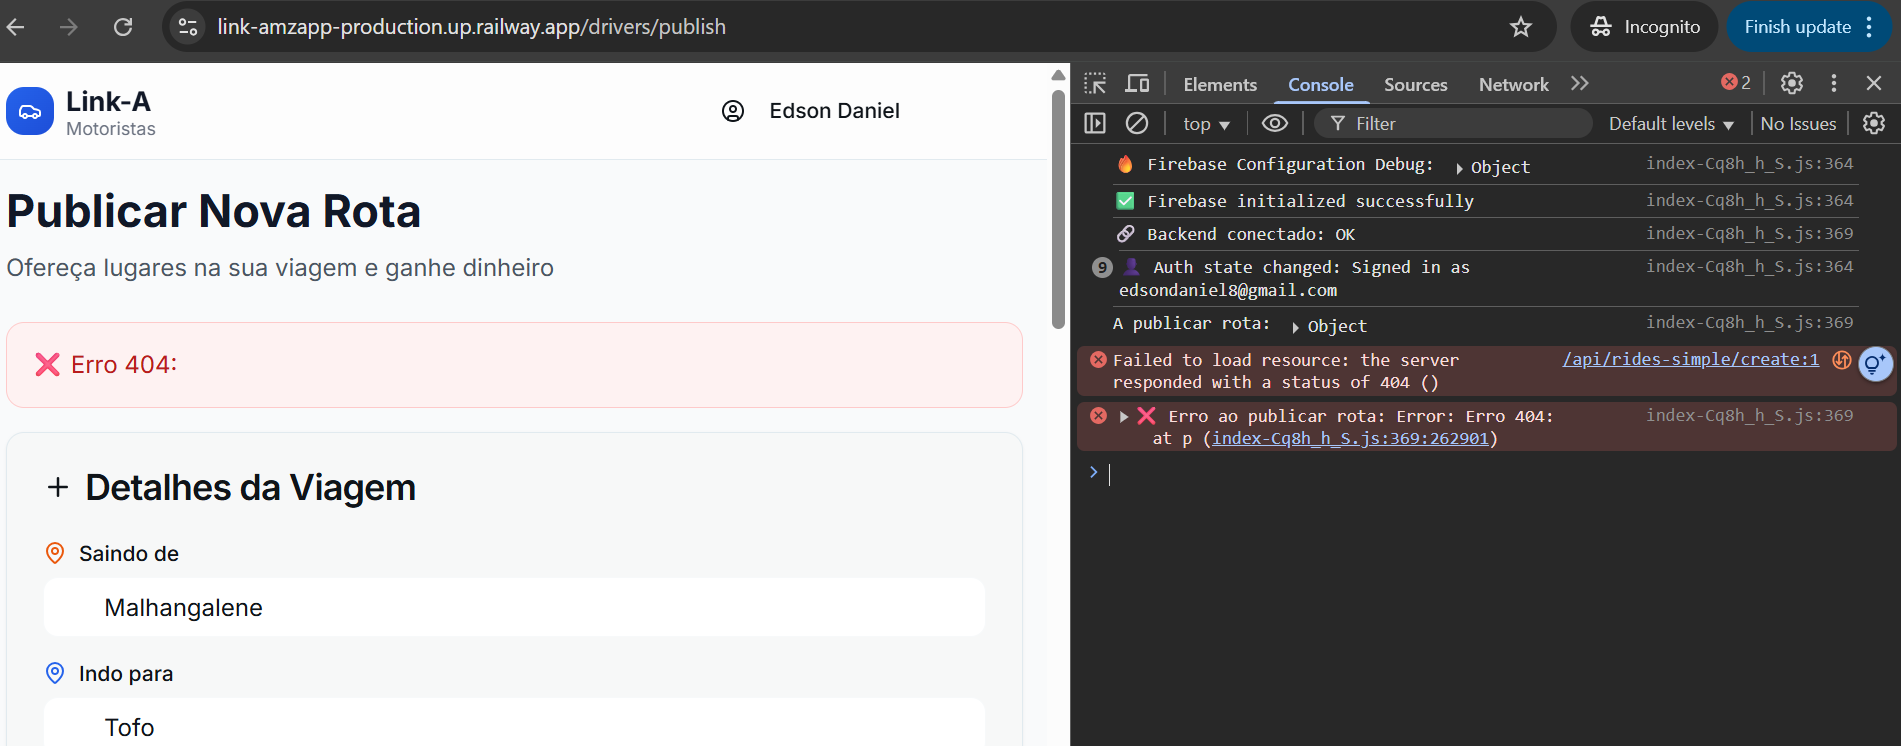 link-amzapp-production.up.railway.app/drivers/publish
Incognito
Finish update
Link-A
Motoristas
Edson Daniel
Publicar Nova Rota
Ofereça lugares na sua viagem e ganhe dinheiro
❌ Erro 404:
Detalhes da Viagem
Saindo de
Malhangalene
Indo para
Tofo
Elements
Console
Sources
Network
2
top
Filter
Default levels
No Issues
🔥 Firebase Configuration Debug: ▶ Object index-Cq8h_h_S.js:364
✅ Firebase initialized successfully index-Cq8h_h_S.js:364
🔗 Backend conectado: OK index-Cq8h_h_S.js:369
9 👤 Auth state changed: Signed in as index-Cq8h_h_S.js:364
edsondaniel8@gmail.com
A publicar rota: ▶ Object index-Cq8h_h_S.js:369
Failed to load resource: the server /api/rides-simple/create:1
responded with a status of 404 ()
▶ ❌ Erro ao publicar rota: Error: Erro 404: index-Cq8h_h_S.js:369
at p (index-Cq8h_h_S.js:369:262901)